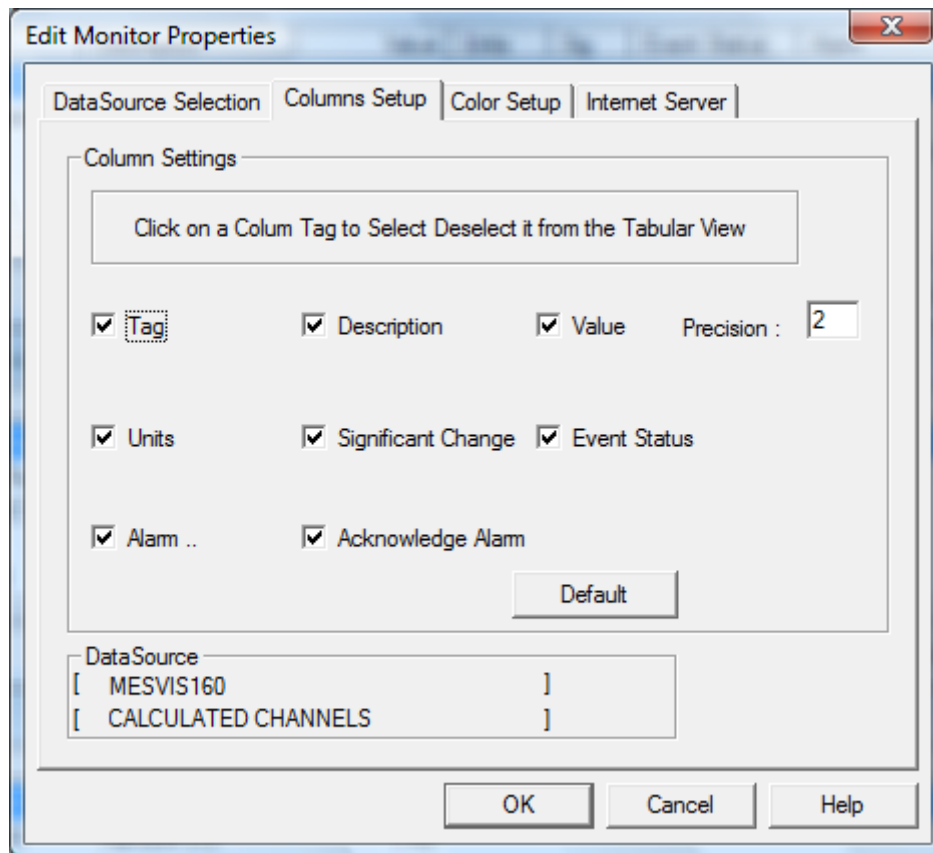 Edit Monitor Properties
DataSource Selection Columns Setup Color Setup Internet Server
Column Settings
Click on a Colum Tag to Select Deselect it from the Tabular View
Tag Description Value Precision : 2
Units Significant Change Event Status
Alarm .. Acknowledge Alarm
Default
DataSource
[ MESVIS160 ]
[ CALCULATED CHANNELS ]
OK Cancel Help